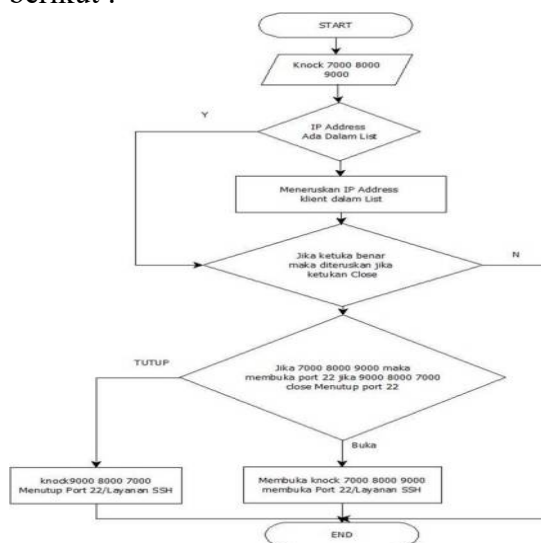 berikut :
START
Knock 7000 8000
9000
Y
IP Address
Ada Dalam List
Meneruskan IP Address
klient dalam List
Jika ketuka benar
maka diteruskan jika
ketukan Close
N
Jika 7000 8000 9000 maka
membuka port 22 jika 9000 8000 7000
close Menutup port 22
TUTUP
Buka
knock9000 8000 7000
Menutup Port 22/Layanan SSH
Membuka knock 7000 8000 9000
membuka Port 22/Layanan SSH
END